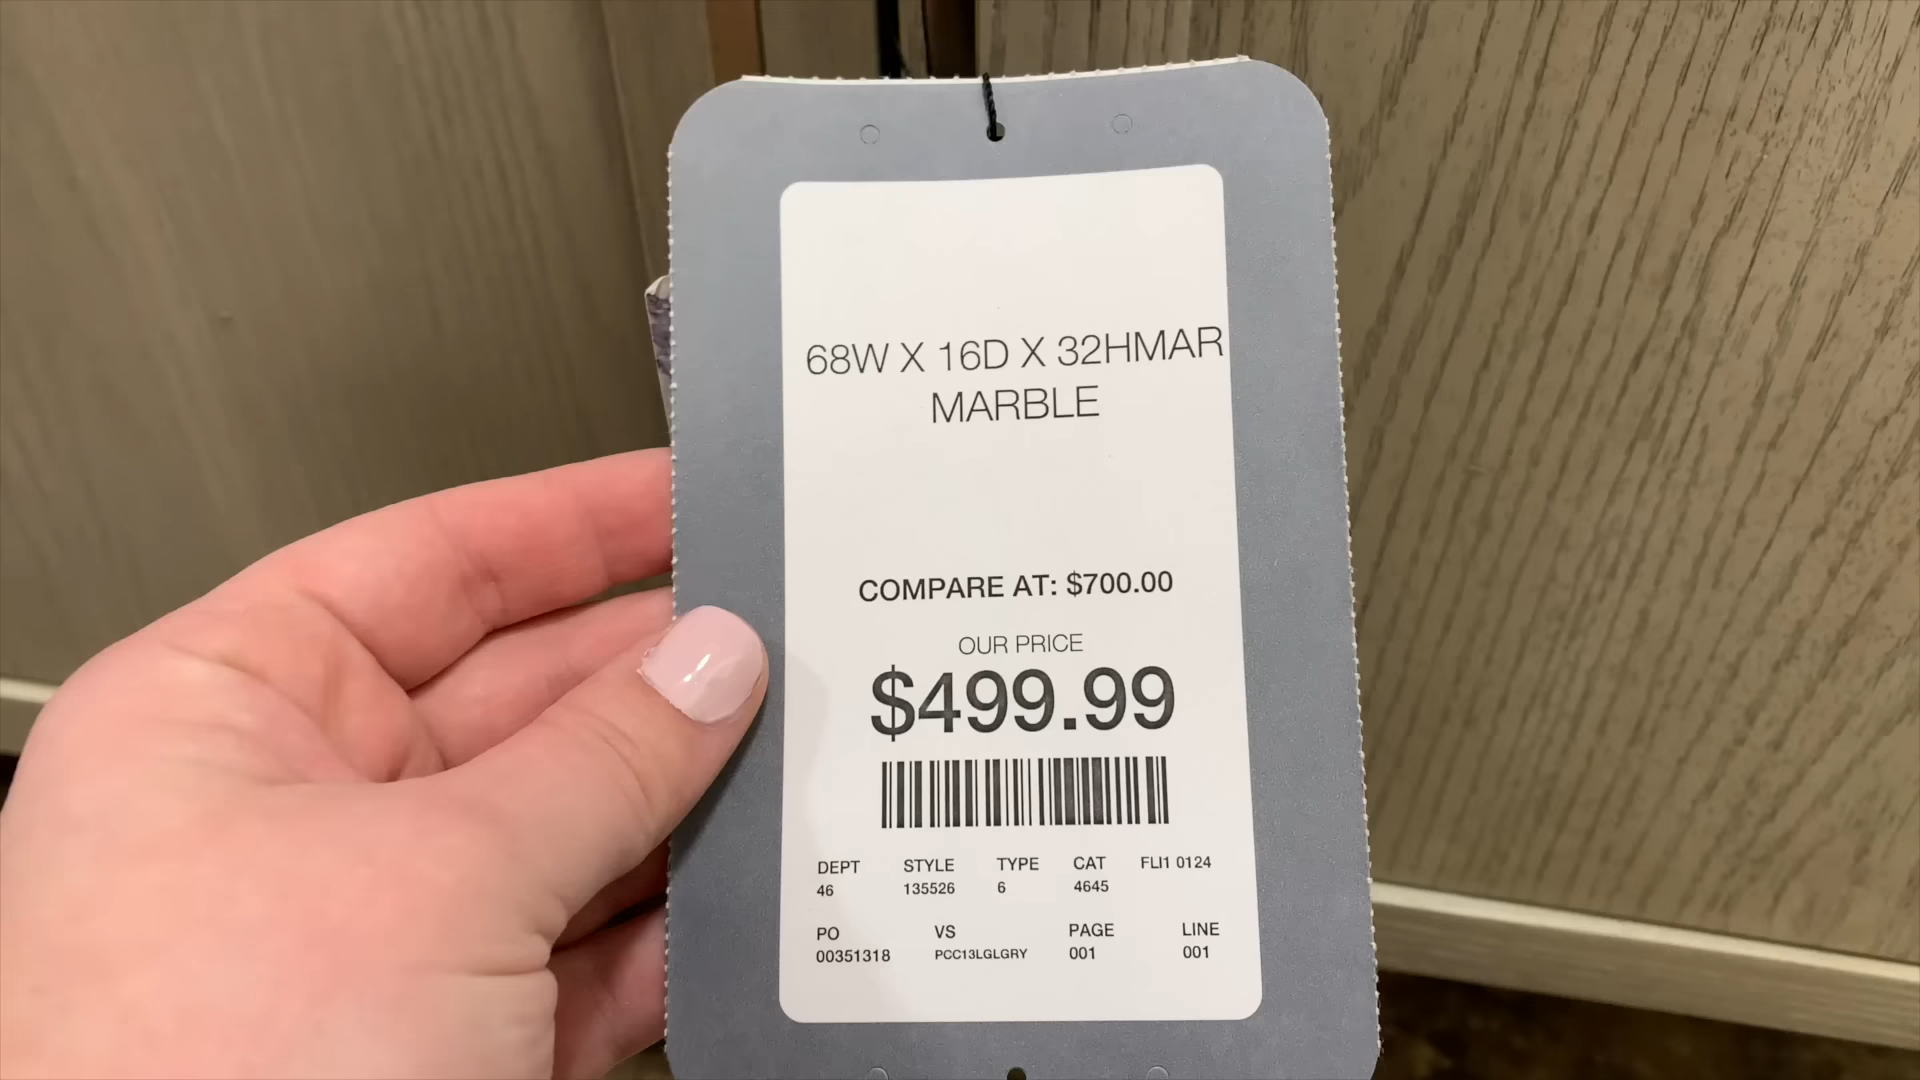 68W X 16D X 32HMAR
MARBLE
COMPARE AT: $700.00
OUR PRICE
$499.99
DEPT STYLE TYPE CAT FLI1 0124
46 135526 6 4645
PO VS PAGE LINE
00351318 PCC13LGLGRY 001 001